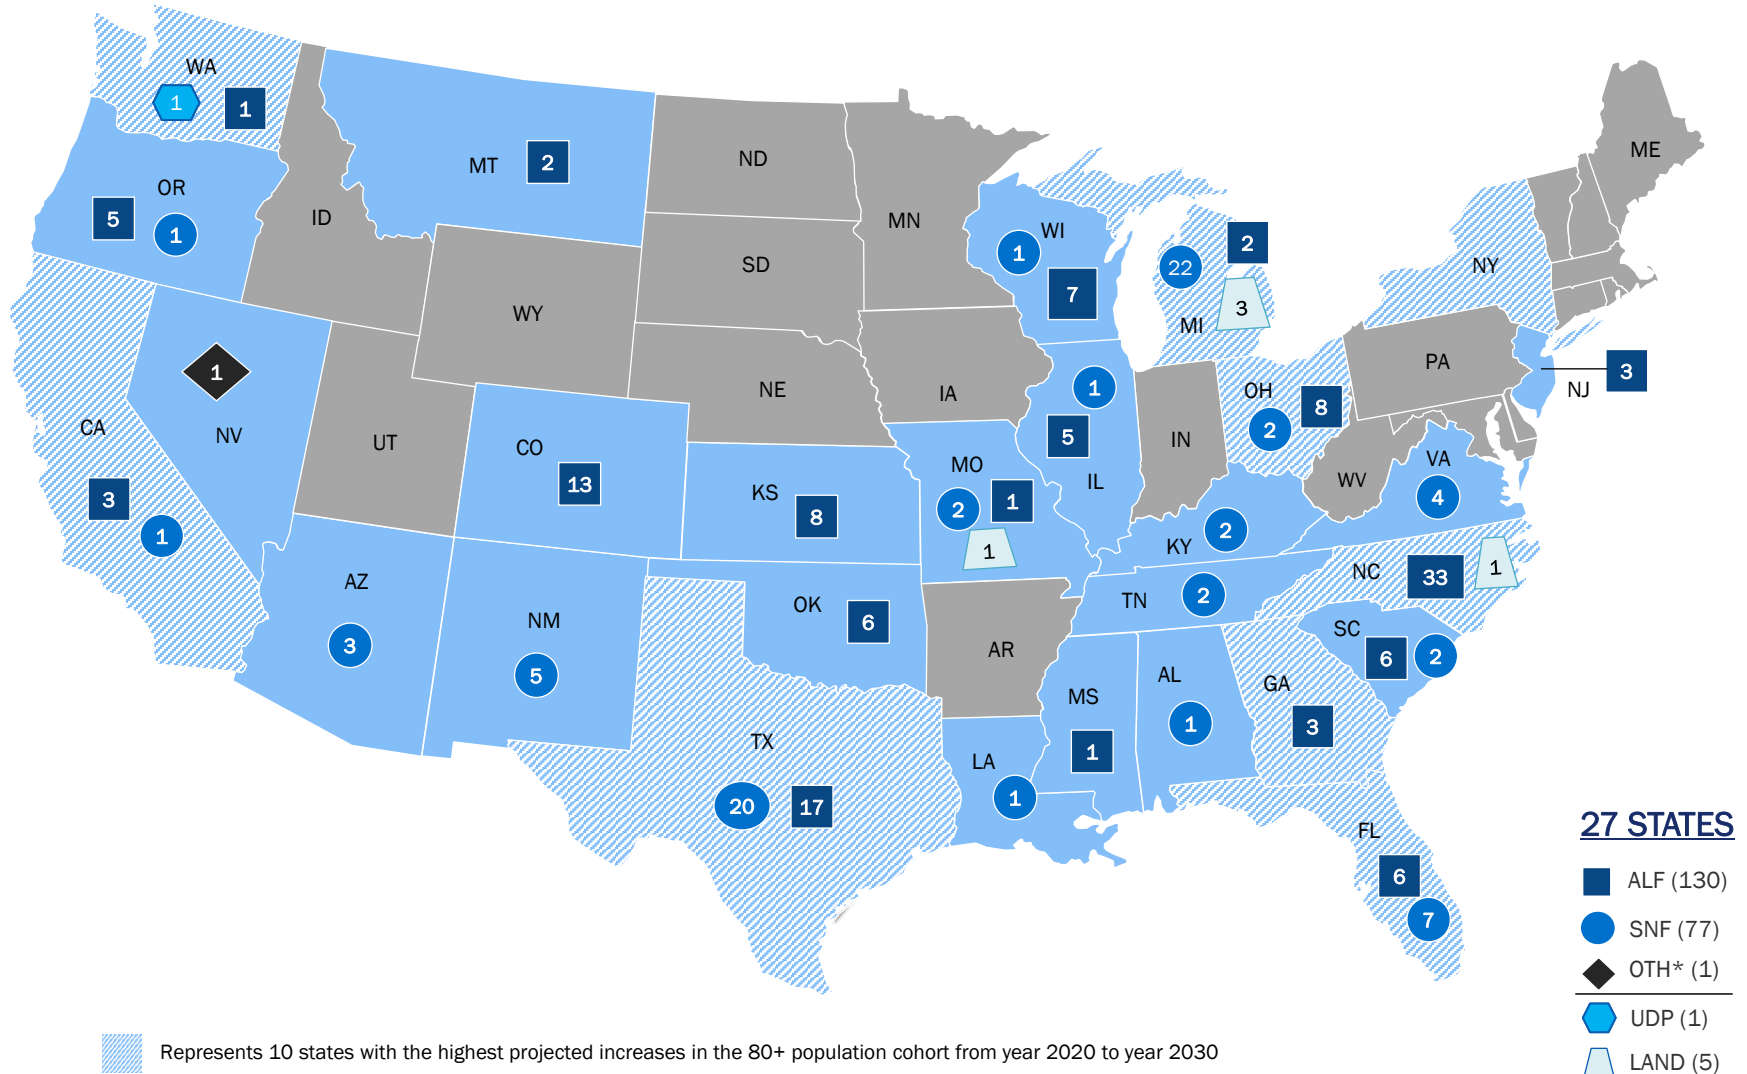 WA
1
1
OR
5
1
ID
MT
2
ND
MN
SD
WY
NE
IA
WI
1
7
22
2
3
MI
NY
ME
PA
3
NJ
CA
3
1
1
NV
UT
CO
13
KS
8
MO
2
1
1
1
5
IL
IN
OH
2
8
WV
VA
4
KY
2
AZ
3
NM
5
OK
6
AR
TN
2
NC
33
1
SC
6
2
TX
20
17
LA
1
MS
1
AL
1
GA
3
FL
6
7
27 STATES
ALF (130)
SNF (77)
OTH* (1)
UDP (1)
LAND (5)
Represents 10 states with the highest projected increases in the 80+ population cohort from year 2020 to year 2030